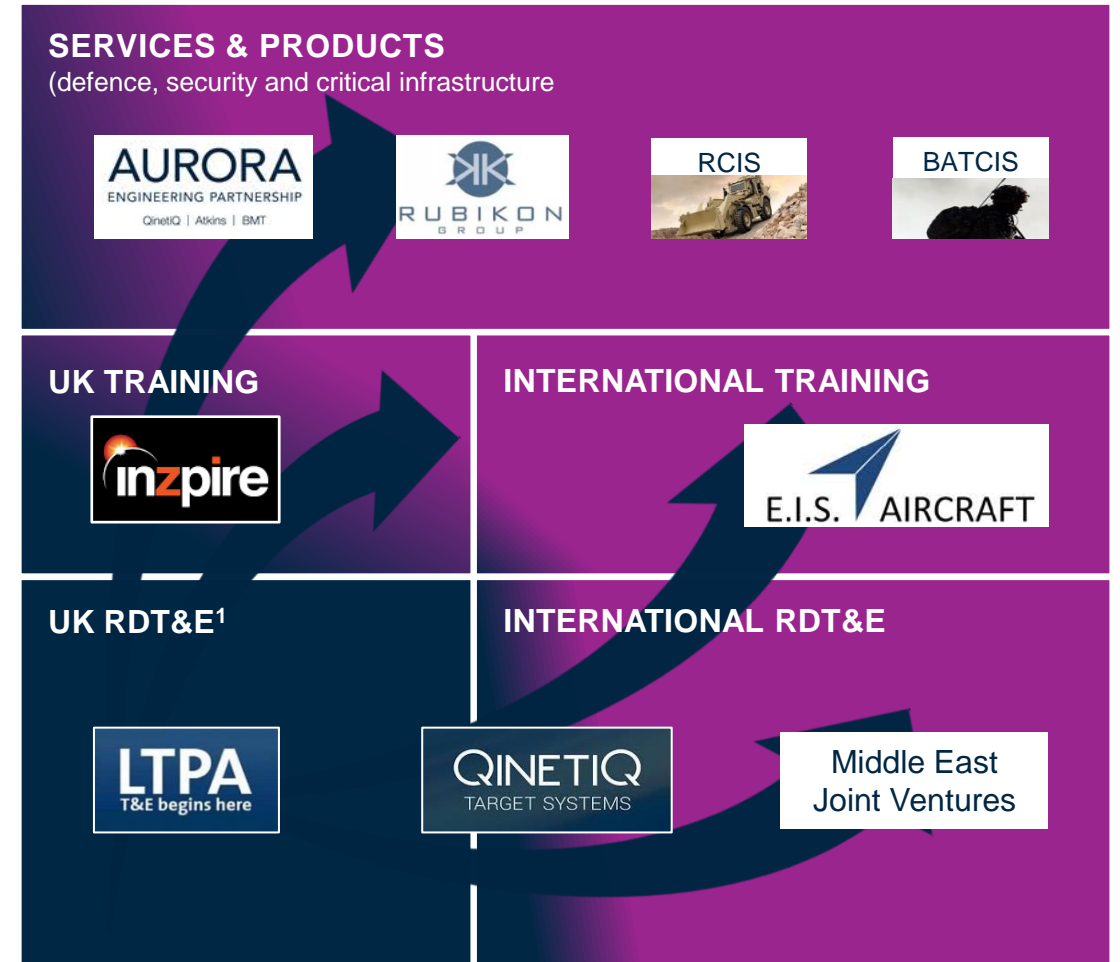 SERVICES & PRODUCTS
(defence, security and critical infrastructure
AURORA
ENGINEERING PARTNERSHIP
QinetiQ | Atkins | BMT
RUBIKON
GROUP
RCIS
BATCIS
UK TRAINING
inzpire
INTERNATIONAL TRAINING
E.I.S. AIRCRAFT
UK RDT&E¹
LTPA
T&E begins here
INTERNATIONAL RDT&E
QINETIQ
TARGET SYSTEMS
Middle East
Joint Ventures